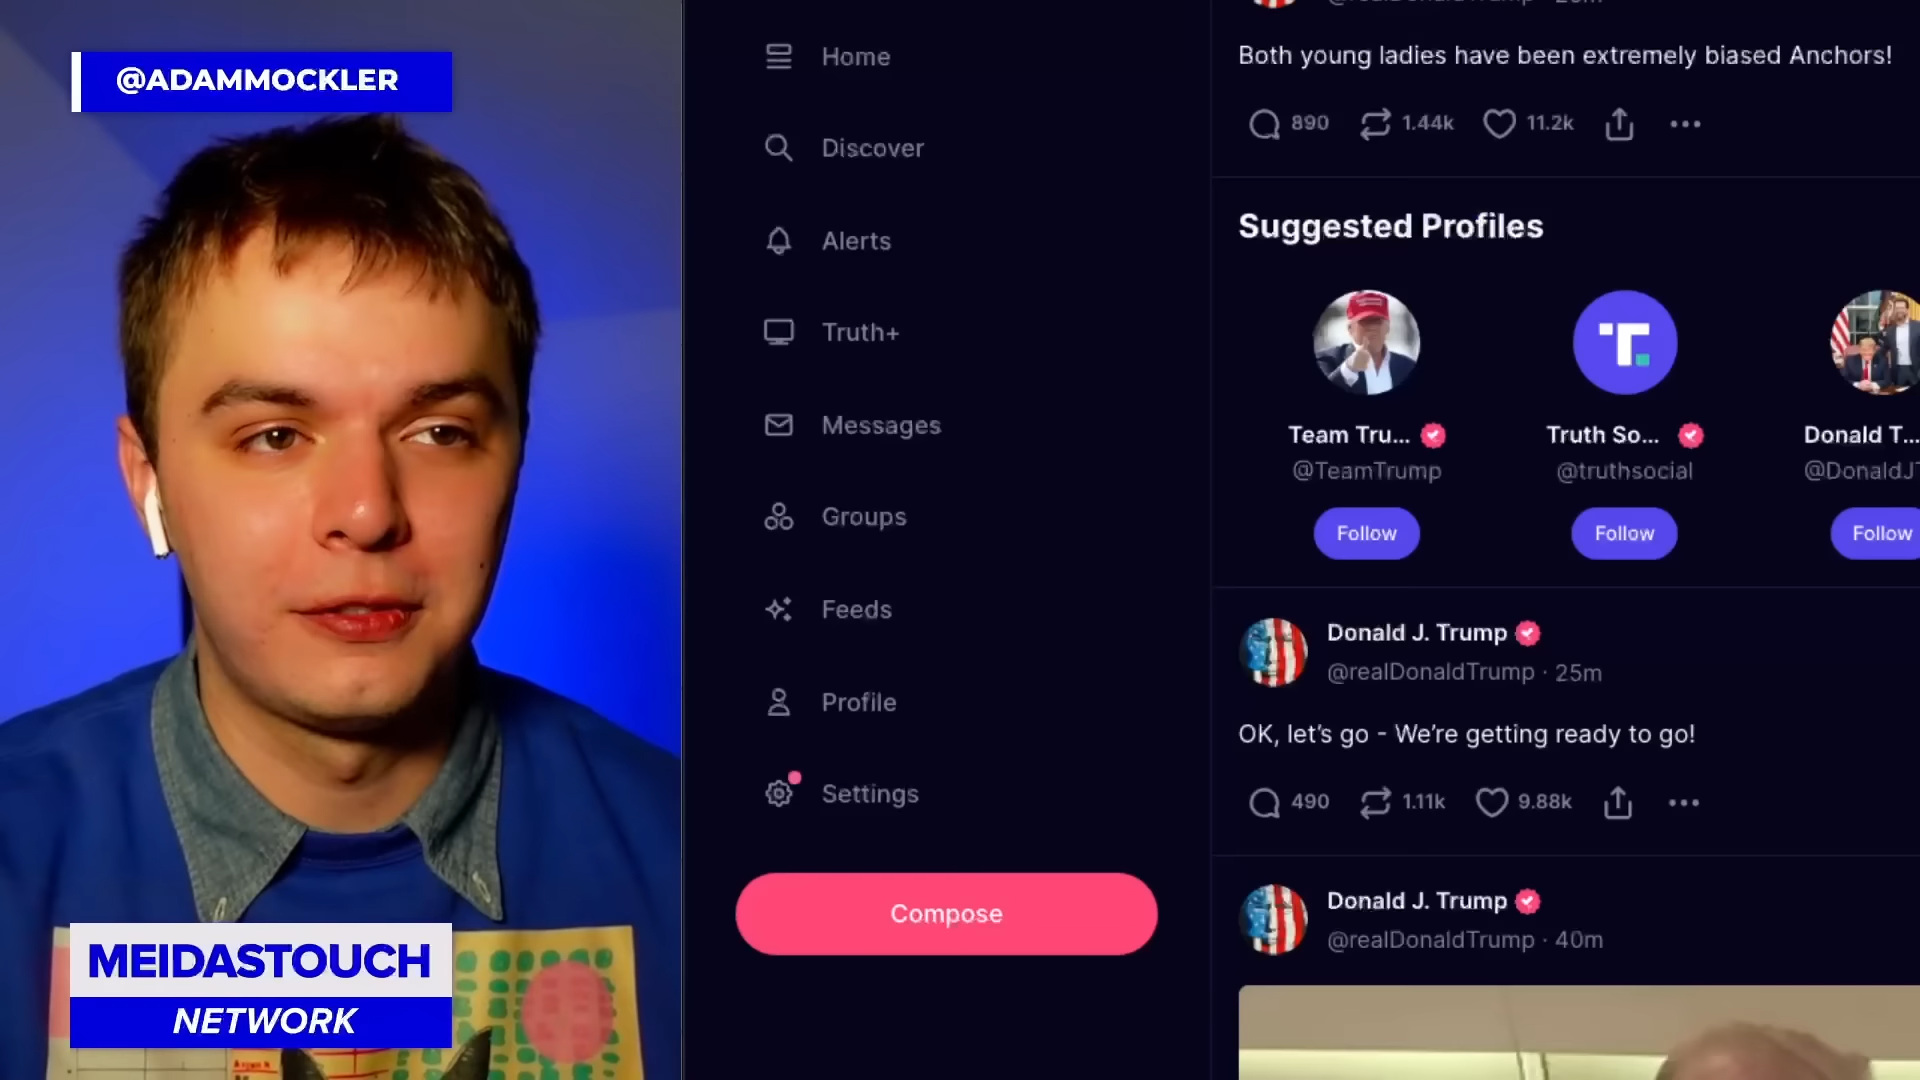 @ADAMMOCKLER
MEIDASTOUCH
NETWORK
Home
Discover
Alerts
Truth+
Messages
Groups
Feeds
Profile
Settings
Compose
Both young ladies have been extremely biased Anchors!
890 1.44k 11.2k
Suggested Profiles
Team Tru...
@TeamTrump
Follow
Truth So...
@truthsocial
Follow
Donald T...
@DonaldJT
Follow
Donald J. Trump
@realDonaldTrump · 25m
OK, let's go - We're getting ready to go!
490 1.11k 9.88k
Donald J. Trump
@realDonaldTrump · 40m